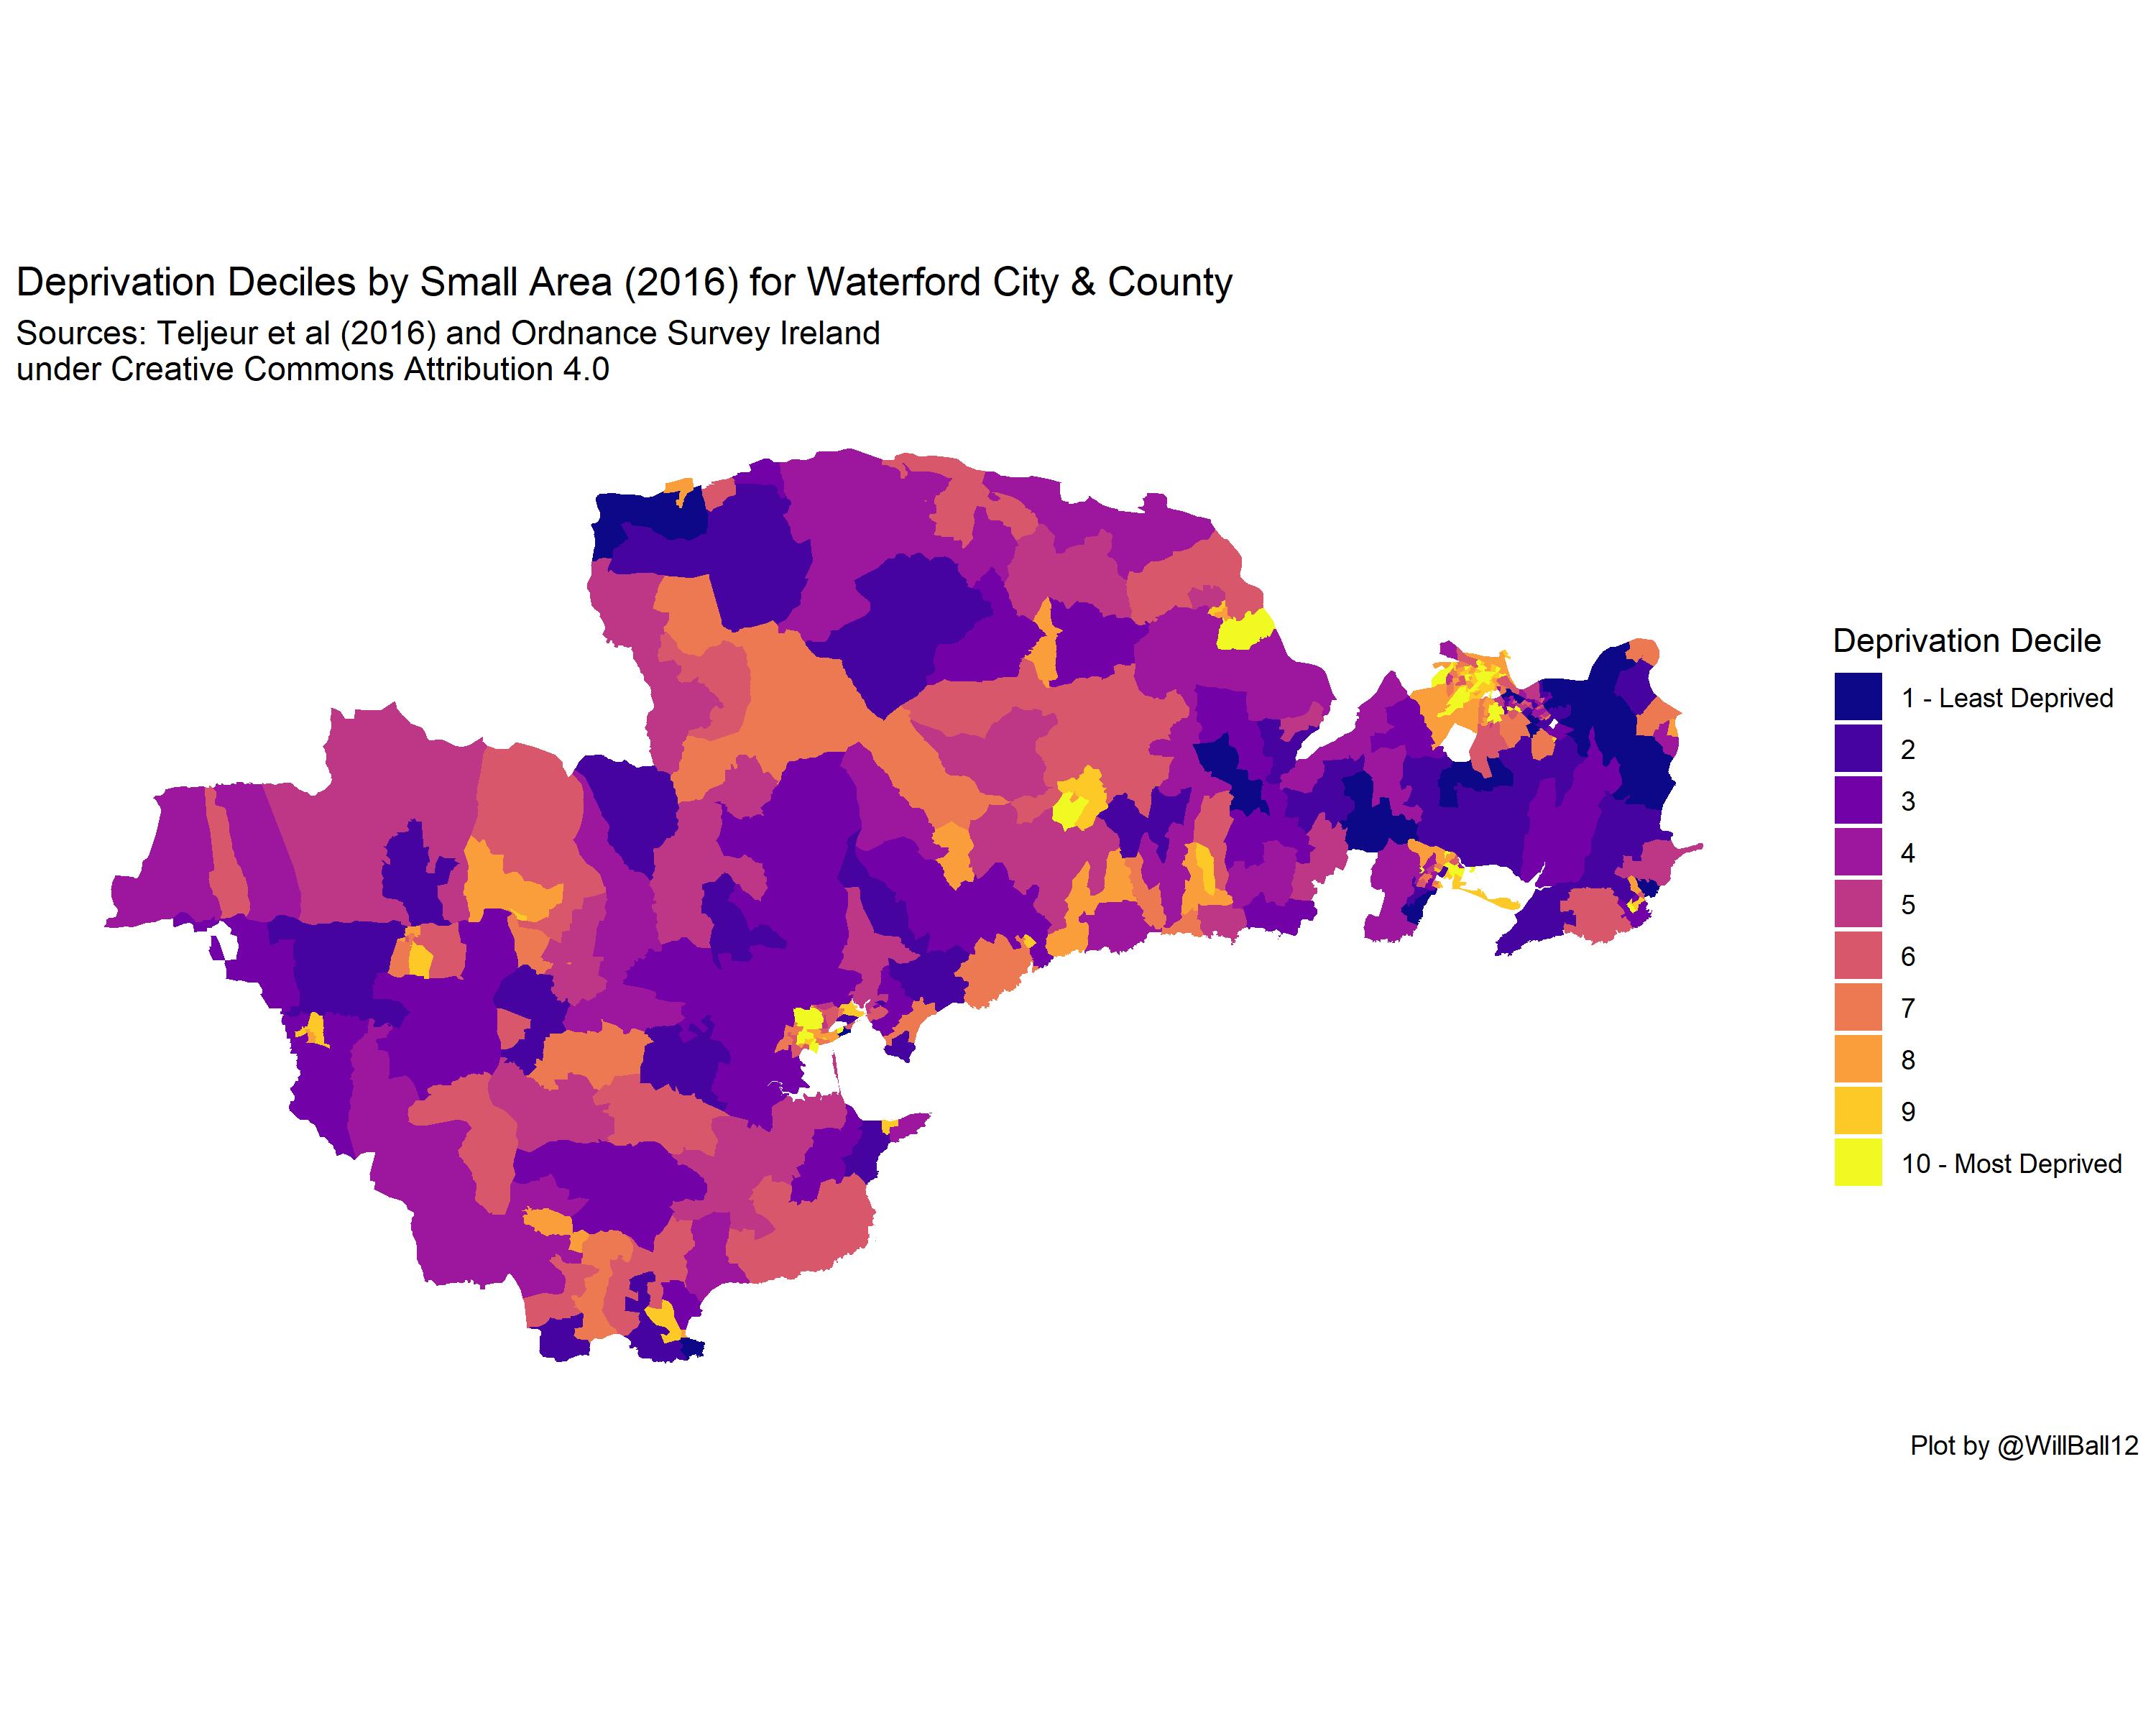 Deprivation Deciles by Small Area (2016) for Waterford City & County
Sources: Teljeur et al (2016) and Ordnance Survey Ireland
under Creative Commons Attribution 4.0
Deprivation Decile
1 - Least Deprived
2
3
4
5
6
7
8
9
10 - Most Deprived
Plot by @WillBall12